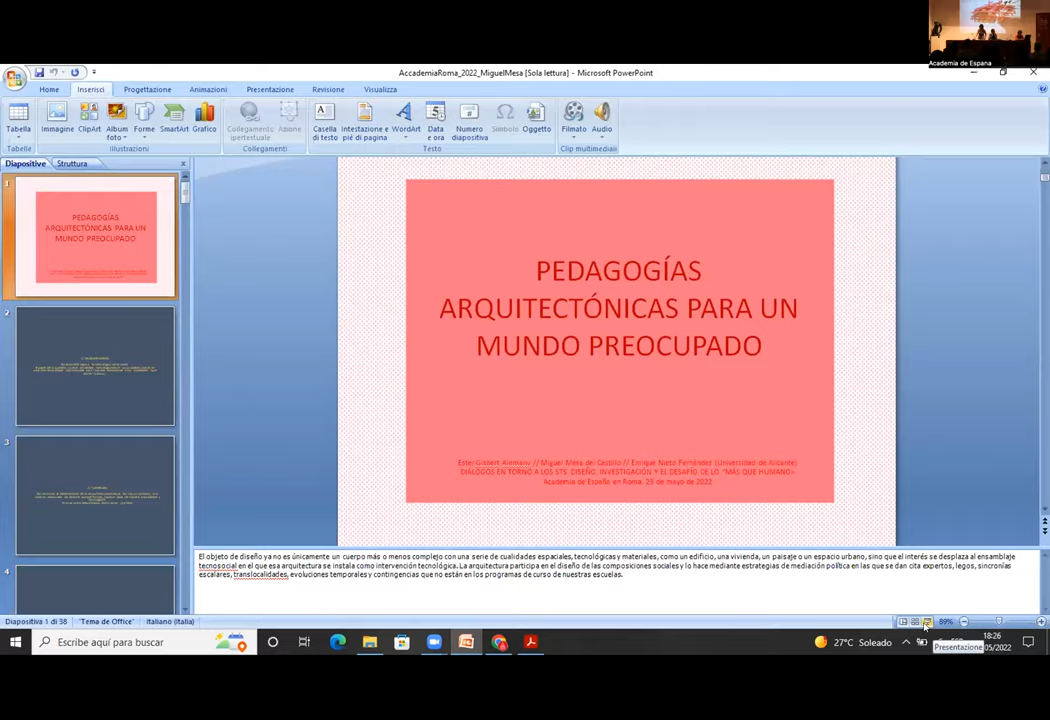 Academia de Espana
AccademiaRoma_2022_MiguelMesa [Sola lettura] - Microsoft PowerPoint
Home Inserisci Progettazione Animazioni Presentazione Revisione Visualizza
Tabella Immagine ClipArt Album foto Forme SmartArt Grafico Collegamento ipertestuale Azione Casella di testo Intestazione e piè di pagina WordArt Data e ora Numero diapositiva Simbolo Oggetto Filmato Audio
Tabelle Illustrazioni Collegamenti Testo Clip multimediali
Diapositive Struttura
1
PEDAGOGÍAS
ARQUITECTÓNICAS PARA UN
MUNDO PREOCUPADO
2
3
4
PEDAGOGÍAS
ARQUITECTÓNICAS PARA UN
MUNDO PREOCUPADO
Ester Gisbert Alemany // Miguel Mesa del Castillo // Enrique Nieto Fernández (Universidad de Alicante)
DIÁLOGOS EN TORNO A LOS STS: DISEÑO, INVESTIGACIÓN Y EL DESAFÍO DE LO "MÁS QUE HUMANO»
Academia de España en Roma. 23 de mayo de 2022
El objeto de diseño ya no es únicamente un cuerpo más o menos complejo con una serie de cualidades espaciales, tecnológicas y materiales, como un edificio, una vivienda, un paisaje o un espacio urbano, sino que el interés se desplaza al ensamblaje
tecnosocial en el que esa arquitectura se instala como intervención tecnológica. La arquitectura participa en el diseño de las composiciones sociales y lo hace mediante estrategias de mediación política en las que se dan cita expertos, legos, sincronías
escalares, translocalidades, evoluciones temporales y contingencias que no están en los programas de curso de nuestras escuelas.
Diapositiva 1 di 38 "Tema de Office" Italiano (Italia) 89%
Escribe aquí para buscar 27°C Soleado 18:26
Presentazione 05/2022